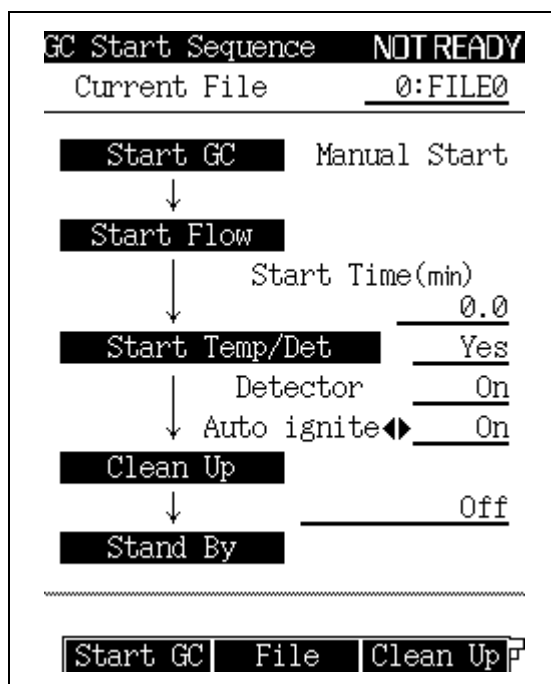 GC Start Sequence NOT READY
Current File 0:FILE0
Start GC Manual Start
Start Flow
Start Time(min)
0.0
Start Temp/Det Yes
Detector On
Auto ignite On
Clean Up
Off
Stand By
Start GC File Clean Up